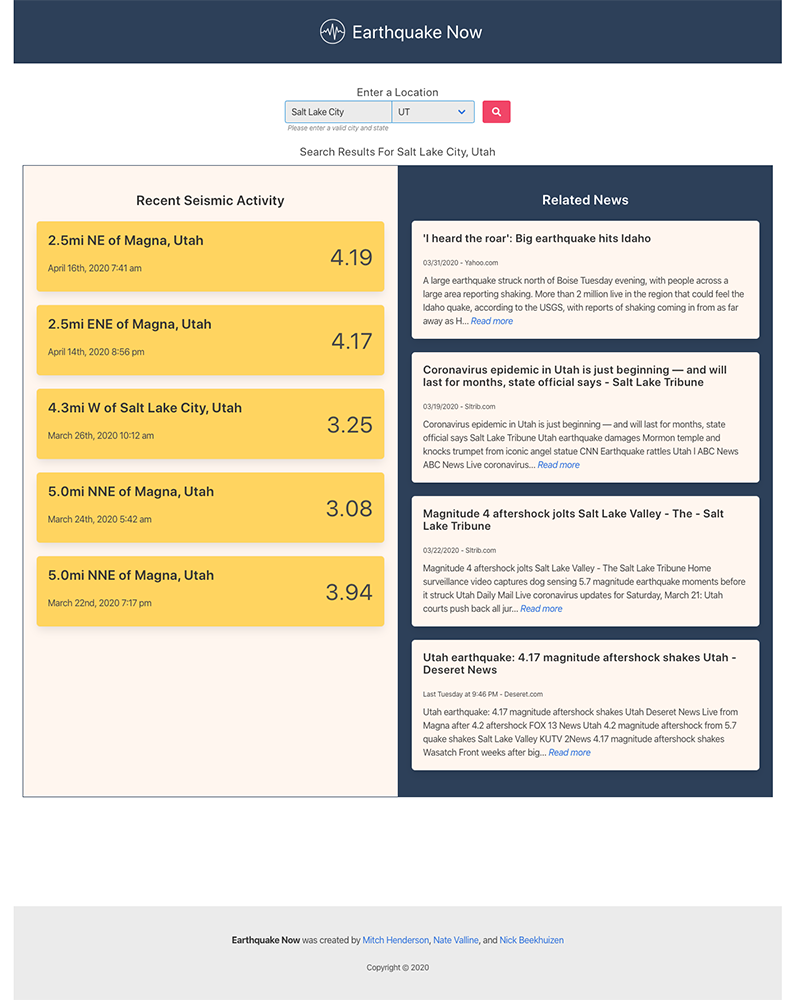 Earthquake Now
Enter a Location
Salt Lake City
UT
Please enter a valid city and state
Search Results For Salt Lake City, Utah
Recent Seismic Activity
2.5mi NE of Magna, Utah
April 16th, 2020 7:41 am
4.19
2.5mi ENE of Magna, Utah
April 14th, 2020 8:56 pm
4.17
4.3mi W of Salt Lake City, Utah
March 26th, 2020 10:12 am
3.25
5.0mi NNE of Magna, Utah
March 24th, 2020 5:42 am
3.08
5.0mi NNE of Magna, Utah
March 22nd, 2020 7:17 pm
3.94
Related News
'I heard the roar': Big earthquake hits Idaho
03/31/2020 - Yahoo.com
A large earthquake struck north of Boise Tuesday evening, with people across a
large area reporting shaking. More than 2 million live in the region that could feel the
Idaho quake, according to the USGS, with reports of shaking coming in from as far
away as H... Read more
Coronavirus epidemic in Utah is just beginning — and will
last for months, state official says - Salt Lake Tribune
03/19/2020 - Sltrib.com
Coronavirus epidemic in Utah is just beginning — and will last for months, state
official says Salt Lake Tribune Utah earthquake damages Mormon temple and
knocks trumpet from iconic angel statue CNN Earthquake rattles Utah l ABC News
ABC News Live coronavirus... Read more
Magnitude 4 aftershock jolts Salt Lake Valley - The - Salt
Lake Tribune
03/22/2020 - Sltrib.com
Magnitude 4 aftershock jolts Salt Lake Valley - The Salt Lake Tribune Home
surveillance video captures dog sensing 5.7 magnitude earthquake moments before
it struck Utah Daily Mail Live coronavirus updates for Saturday, March 21: Utah
courts push back all jur... Read more
Utah earthquake: 4.17 magnitude aftershock shakes Utah -
Deseret News
Last Tuesday at 9:46 PM - Deseret.com
Utah earthquake: 4.17 magnitude aftershock shakes Utah Deseret News Live from
Magna after 4.2 aftershock FOX 13 News Utah 4.2 magnitude aftershock from 5.7
quake shakes Salt Lake Valley KUTV 2News 4.17 magnitude aftershock shakes
Wasatch Front weeks after big... Read more
Earthquake Now was created by Mitch Henderson, Nate Valline, and Nick Beekhuizen
Copyright © 2020